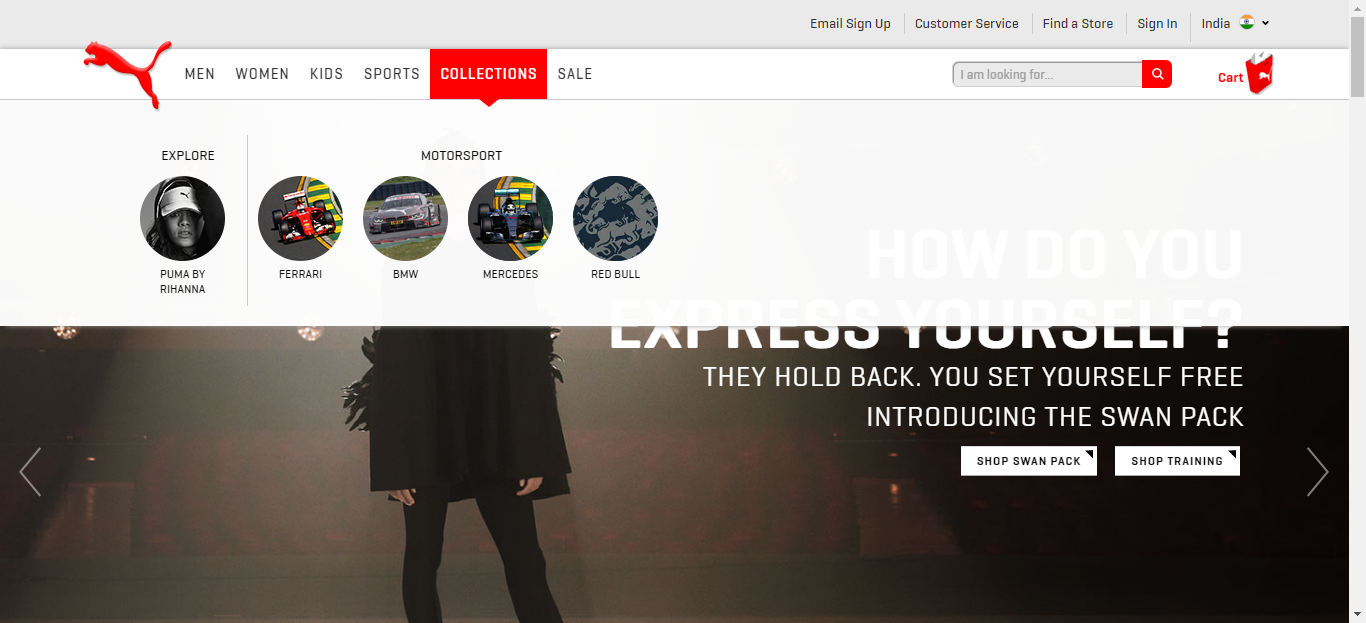 Email Sign Up
Customer Service
Find a Store
Sign In
India
MEN
WOMEN
KIDS
SPORTS
COLLECTIONS
SALE
I am looking for...
Cart
EXPLORE
PUMA BY
RIHANNA
MOTORSPORT
FERRARI
BMW
MERCEDES
RED BULL
HOW DO YOU
EXPRESS YOURSELF?
THEY HOLD BACK. YOU SET YOURSELF FREE
INTRODUCING THE SWAN PACK
SHOP SWAN PACK
SHOP TRAINING